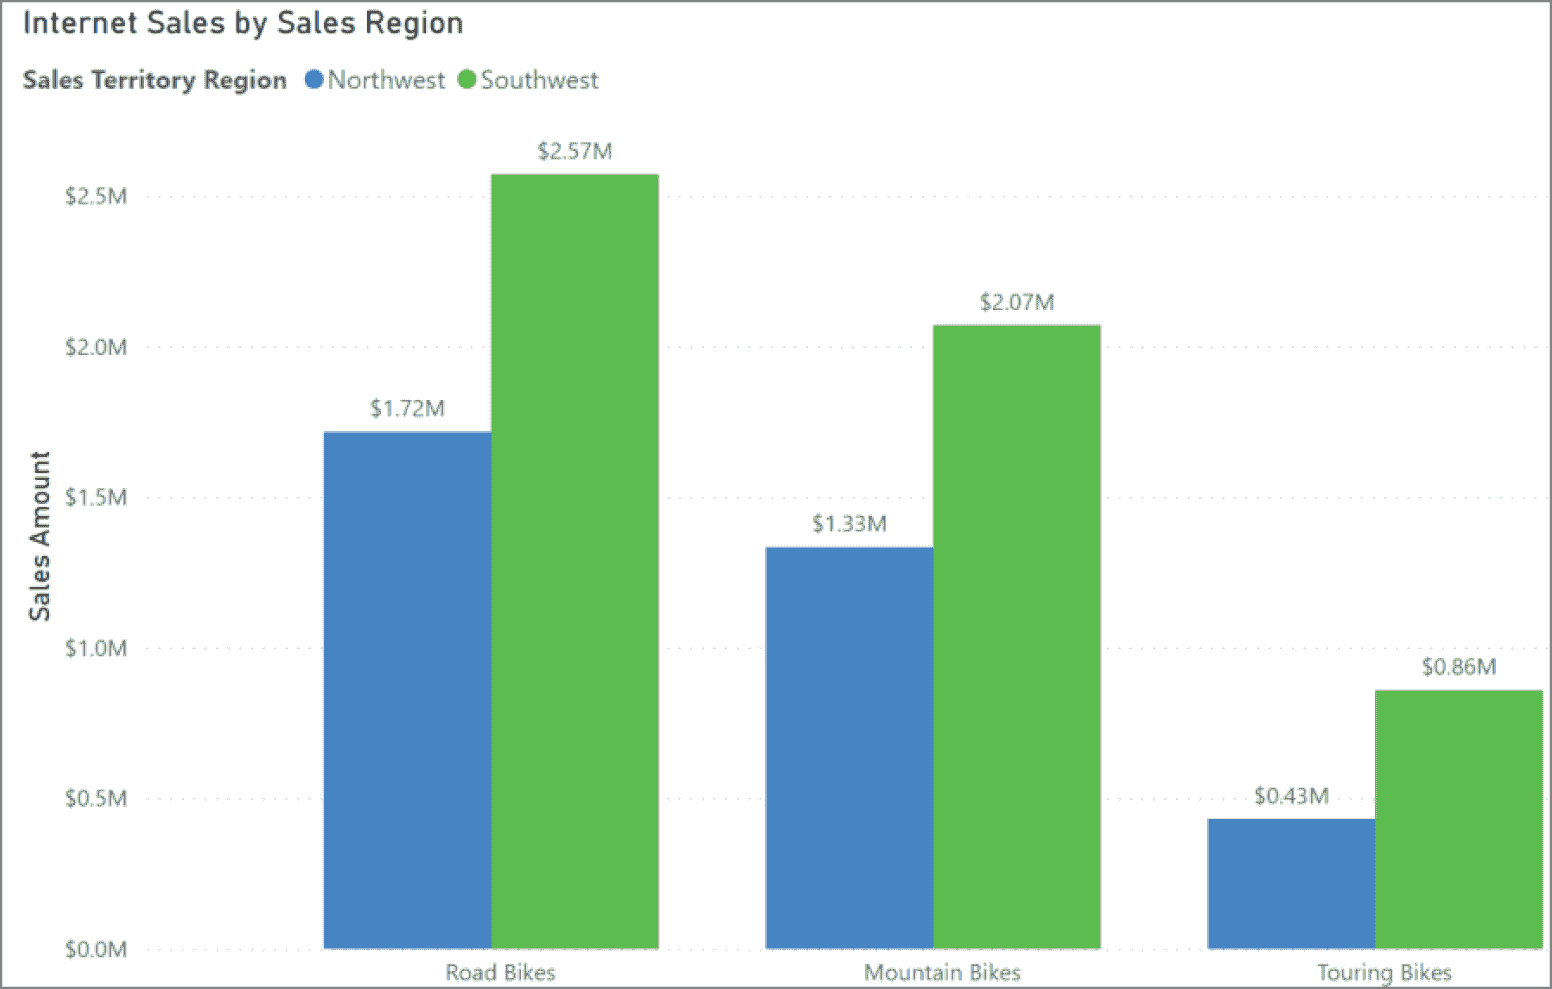 Internet Sales by Sales Region
Sales Territory Region Northwest Southwest
$2.57M
$2.5M
$2.07M
$2.0M
$1.72M
$1.5M
$1.33M
Sales Amount
$1.0M
$0.86M
$0.5M
$0.43M
$0.0M
Road Bikes Mountain Bikes Touring Bikes